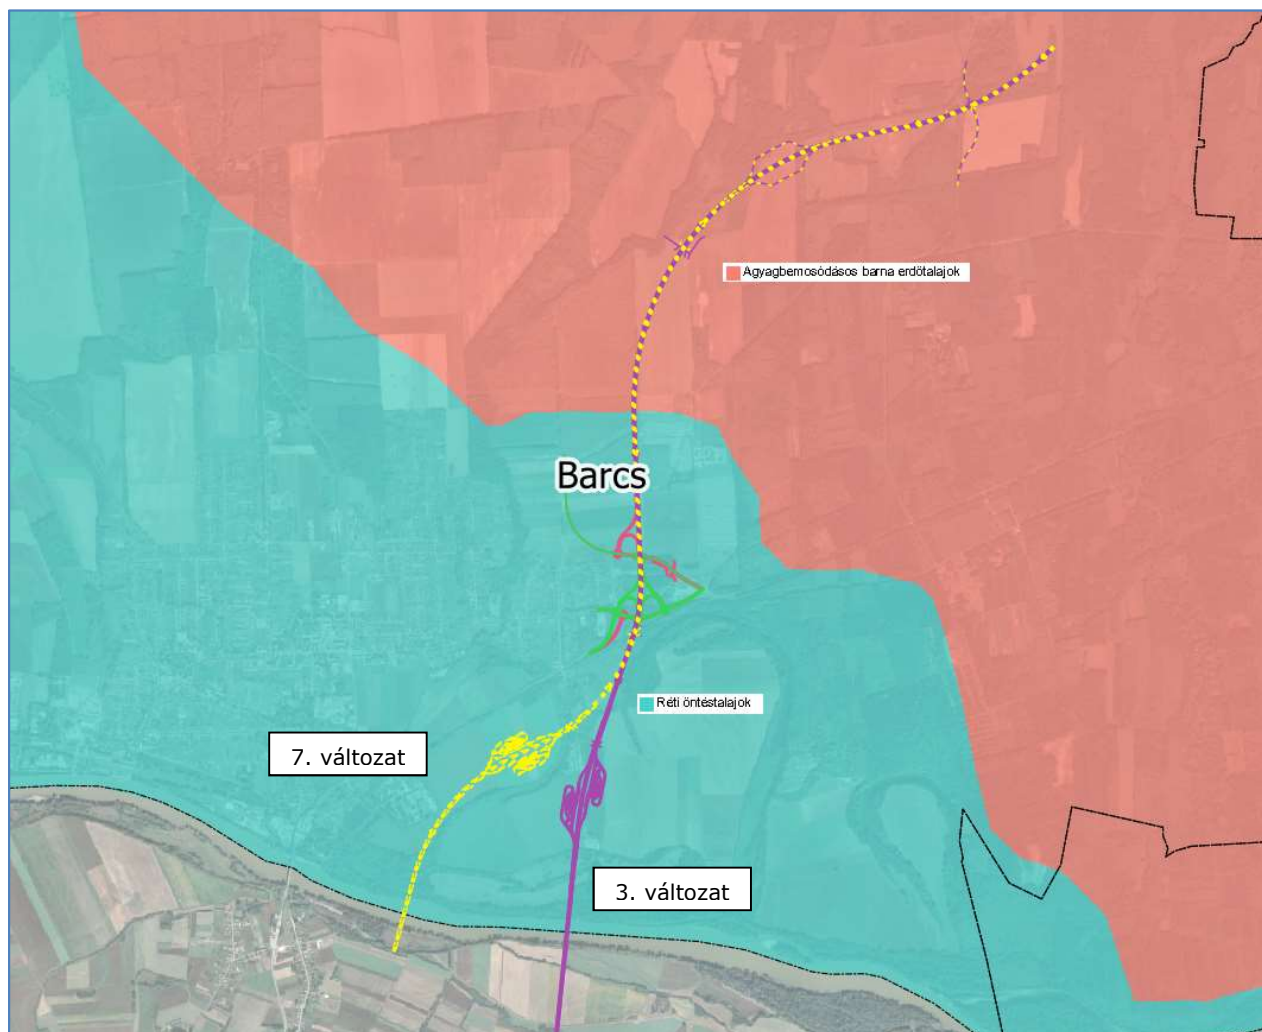 Agyagbemosódásos barna erdőtalajok
Barcs
Réti öntéstalajok
7. változat
3. változat